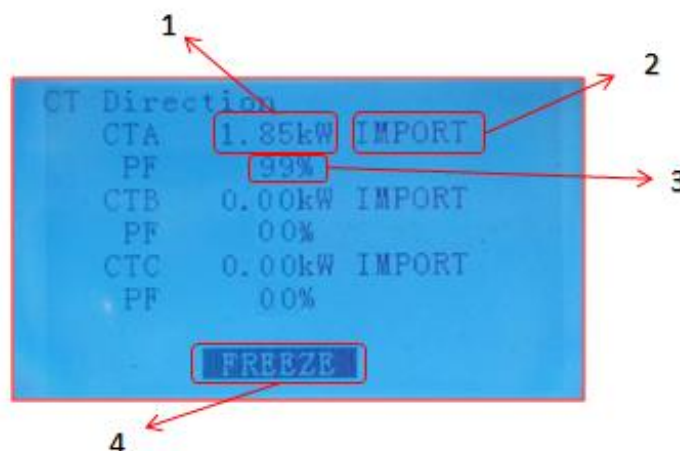 1
2
CT Direction
CTA 1.85kW IMPORT
PF 99%
3
CTB 0.00kW IMPORT
PF 00%
CTC 0.00kW IMPORT
PF 00%
FREEZE
4